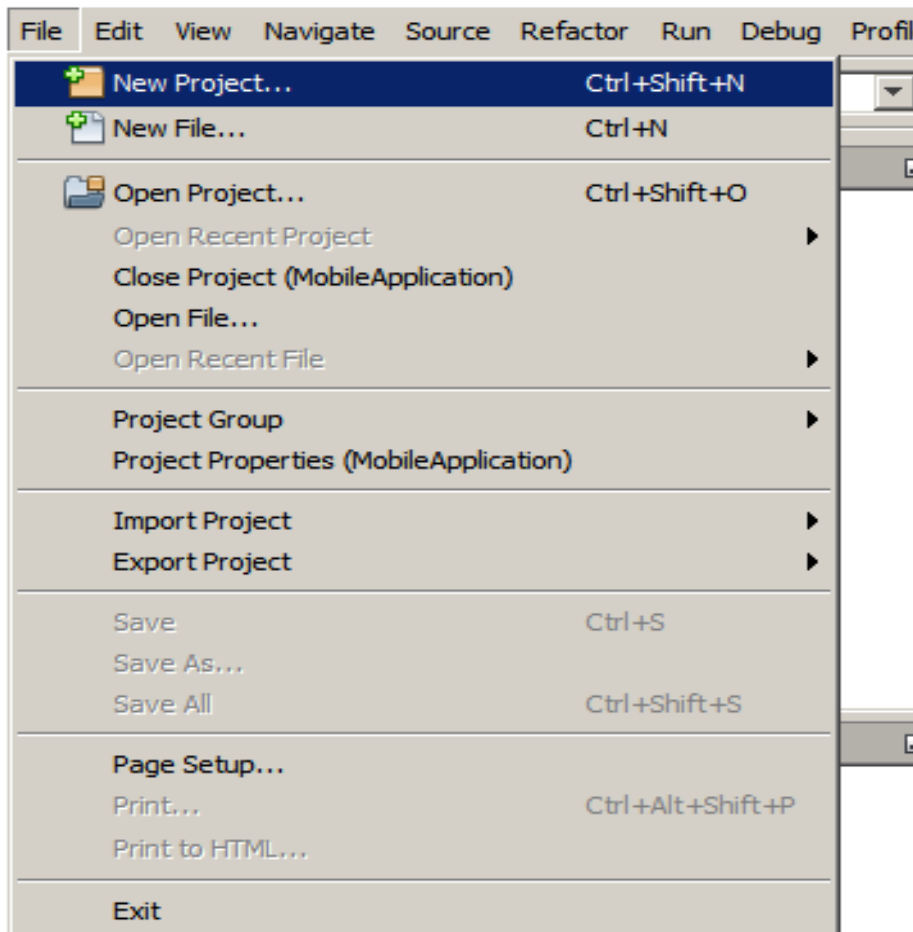 File Edit View Navigate Source Refactor Run Debug Profil
New Project... Ctrl+Shift+N
New File... Ctrl+N
Open Project... Ctrl+Shift+O
Open Recent Project
Close Project (MobileApplication)
Open File...
Open Recent File
Project Group
Project Properties (MobileApplication)
Import Project
Export Project
Save Ctrl+S
Save As...
Save All Ctrl+Shift+S
Page Setup...
Print... Ctrl+Alt+Shift+P
Print to HTML...
Exit